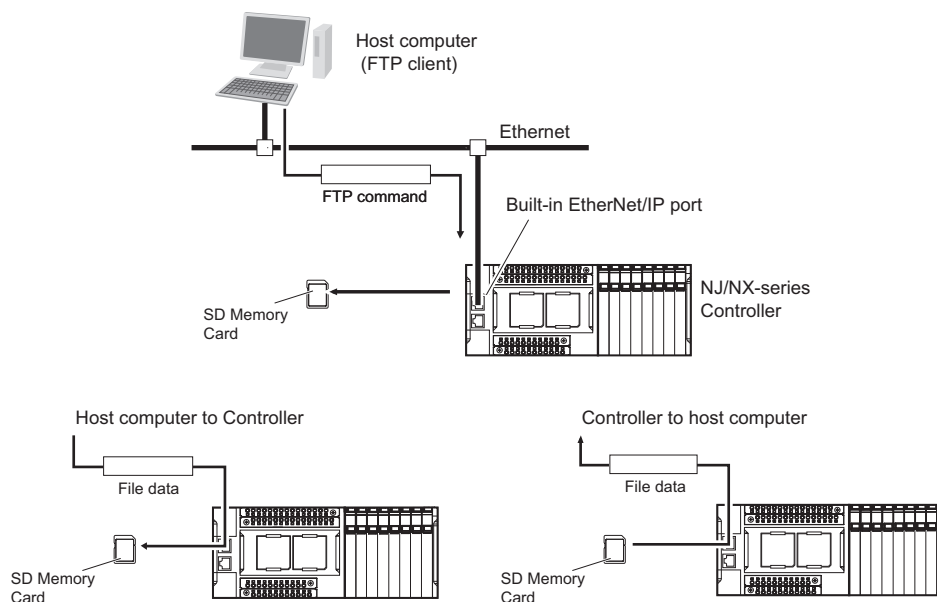 Host computer
(FTP client)
Ethernet
FTP command
Built-in EtherNet/IP port
NJ/NX-series
Controller
SD Memory
Card
Host computer to Controller
File data
SD Memory
Card
Controller to host computer
File data
SD Memory
Card